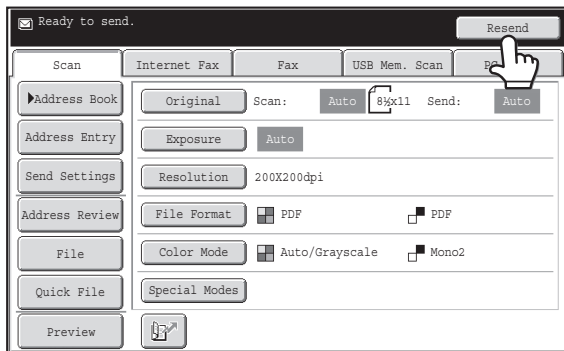 Ready to send.
Resend
Scan Internet Fax Fax USB Mem. Scan
Address Book Original Scan: Auto 8½x11 Send: Auto
Address Entry Exposure Auto
Send Settings Resolution 200X200dpi
Address Review File Format PDF PDF
File Color Mode Auto/Grayscale Mono2
Quick File Special Modes
Preview